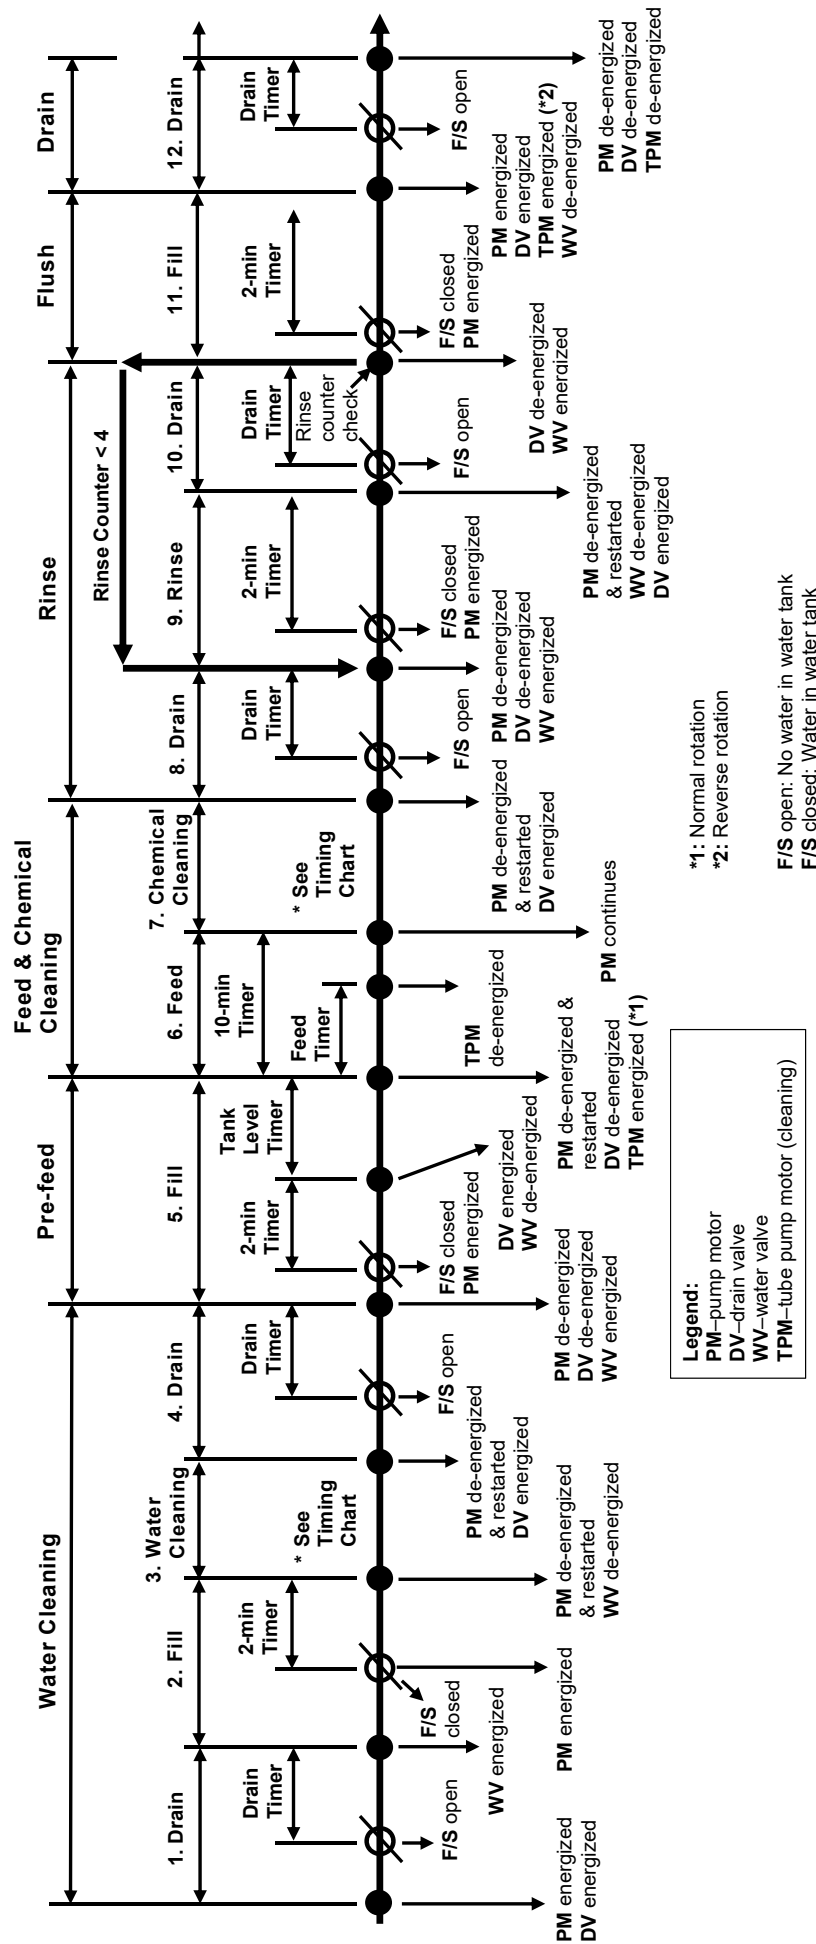 Water Cleaning
Pre-feed
Feed & Chemical
Cleaning
Rinse
Flush
Drain
Rinse Counter < 4
1. Drain
2. Fill
3. Water
Cleaning
4. Drain
5. Fill
6. Feed
7. Chemical
Cleaning
8. Drain
9. Rinse
10. Drain
11. Fill
12. Drain
Drain
Timer
2-min
Timer
* See
Timing
Chart
Drain
Timer
2-min
Timer
Tank
Level
Timer
10-min
Timer
Feed
Timer
* See
Timing
Chart
Drain
Timer
2-min
Timer
Drain
Timer
Rinse
counter
check
2-min
Timer
Drain
Timer
PM energized
DV energized
F/S open
WV energized
F/S
closed
PM energized
PM de-energized
& restarted
WV de-energized
PM de-energized
& restarted
DV energized
F/S open
PM de-energized
DV de-energized
WV energized
F/S closed
PM energized
DV energized
WV de-energized
PM de-energized &
restarted
DV de-energized
TPM energized (*1)
TPM
de-energized
PM continues
PM de-energized
& restarted
DV energized
F/S open
PM de-energized
DV de-energized
WV energized
F/S closed
PM energized
PM de-energized
& restarted
WV de-energized
DV energized
F/S open
DV de-energized
WV energized
F/S closed
PM energized
PM energized
DV energized
TPM energized (*2)
WV de-energized
F/S open
PM de-energized
DV de-energized
TPM de-energized
Legend:
PM–pump motor
DV–drain valve
WV–water valve
TPM–tube pump motor (cleaning)
*1: Normal rotation
*2: Reverse rotation
F/S open: No water in water tank
F/S closed: Water in water tank